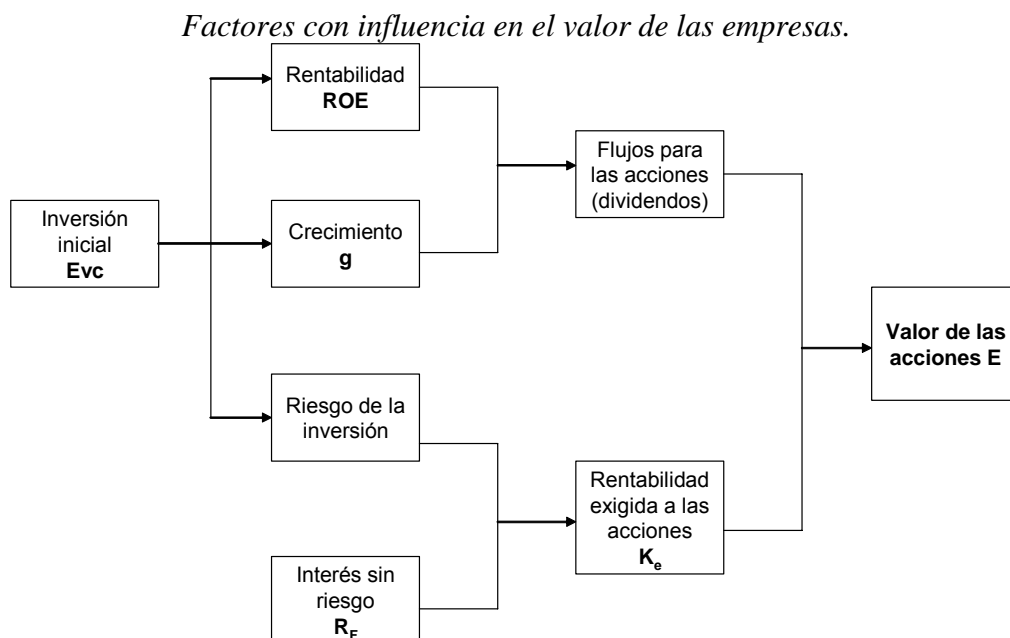 Factores con influencia en el valor de las empresas.
Rentabilidad
ROE
Flujos para
las acciones
(dividendos)
Inversión
inicial
Evc
Crecimiento
g
Valor de las
acciones E
Riesgo de la
inversión
Rentabilidad
exigida a las
acciones
Ke
Interés sin
riesgo
RF